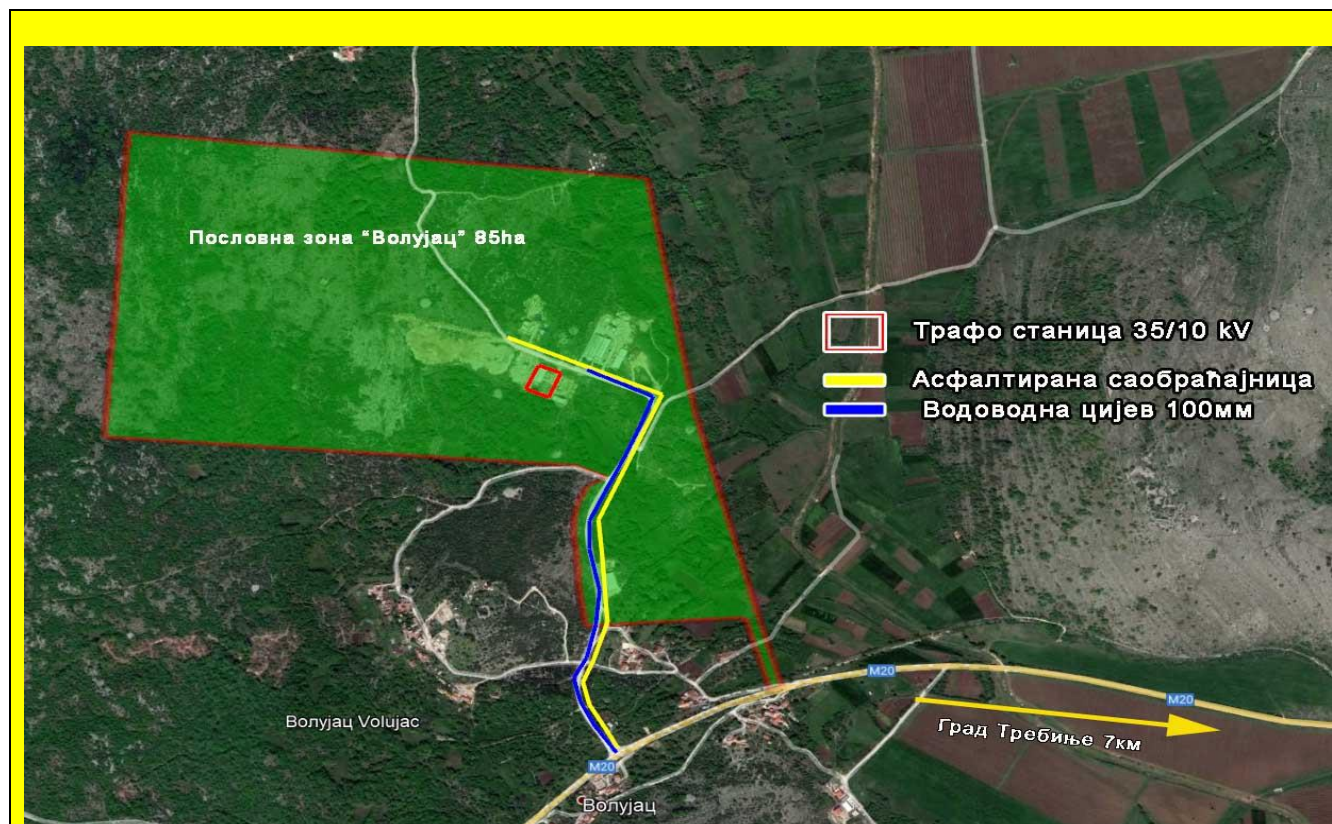 Пословна зона "Волујац" 85ha
Трафо станица 35/10 kV
Асфалтирана саобраћајница
Водоводна цијев 100мм
M20
M20
Град Требиње 7км
Волујац Volujac
M20
Волујац